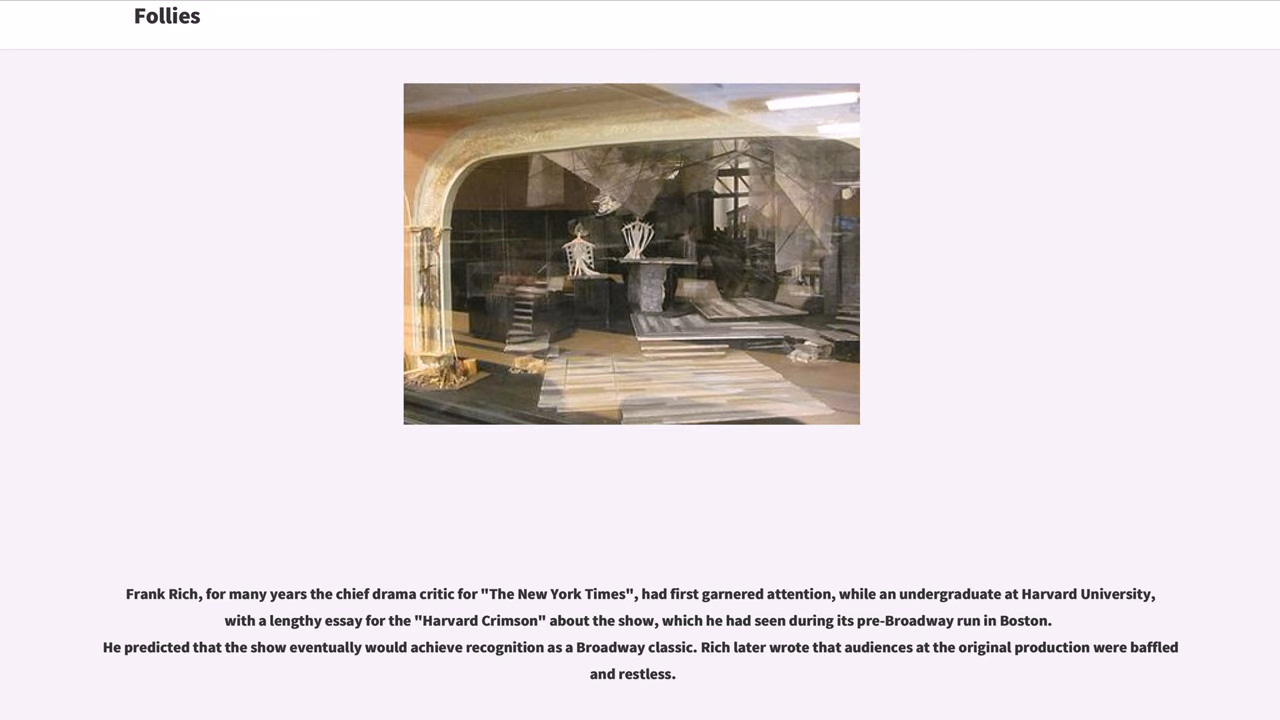 Follies
Frank Rich, for many years the chief drama critic for "The New York Times", had first garnered attention, while an undergraduate at Harvard University,
with a lengthy essay for the "Harvard Crimson" about the show, which he had seen during its pre-Broadway run in Boston.
He predicted that the show eventually would achieve recognition as a Broadway classic. Rich later wrote that audiences at the original production were baffled
and restless.